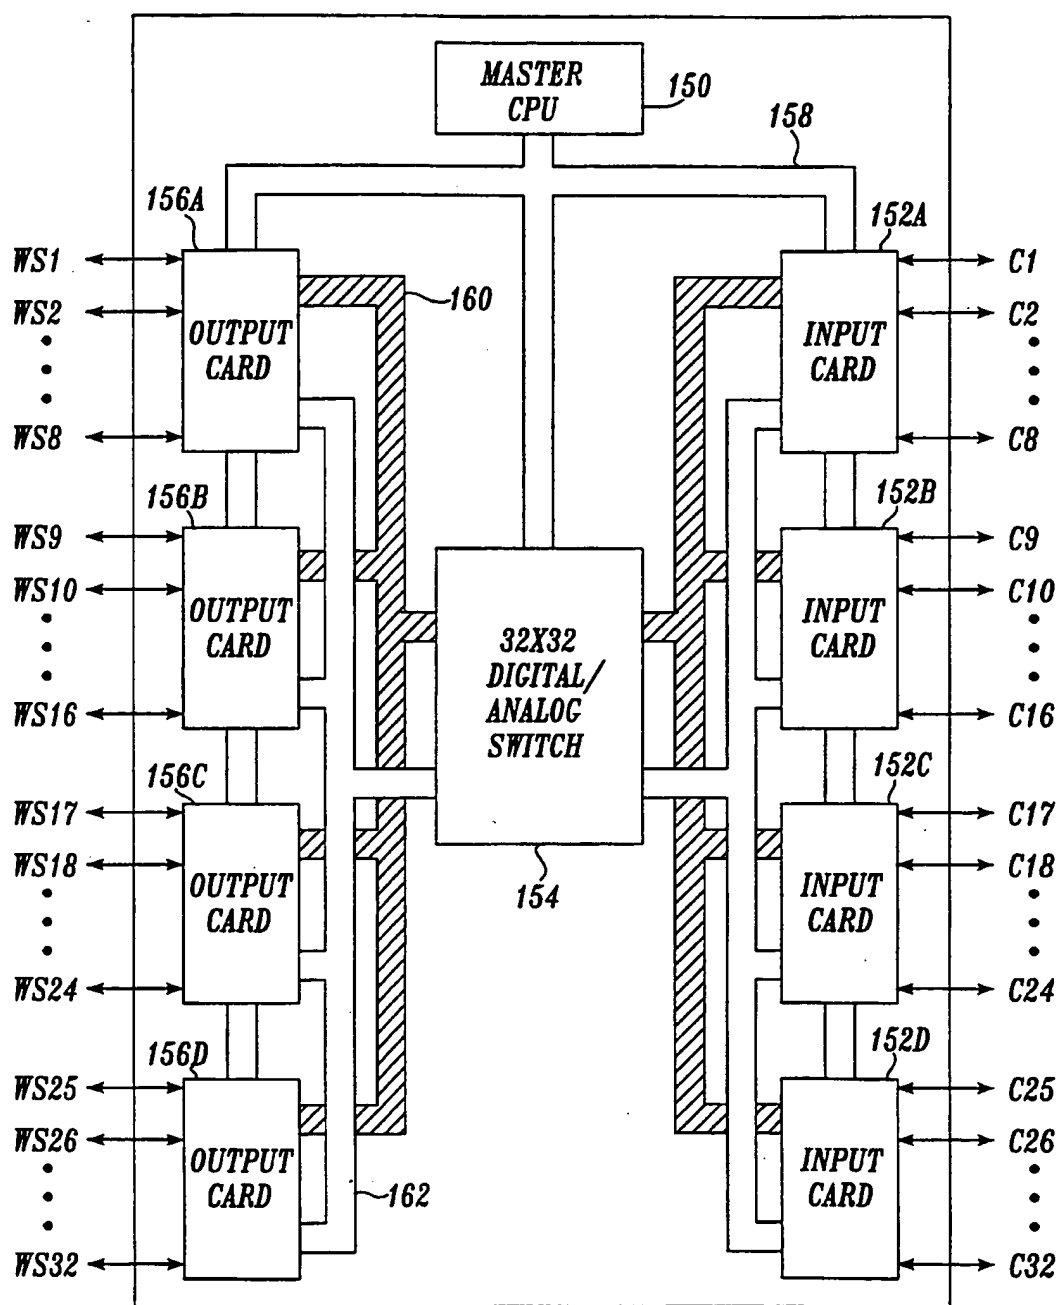 MASTER
CPU
150
158
156A
152A
WS1
C1
WS2
160
C2
OUTPUT
CARD
INPUT
CARD
WS8
C8
156B
152B
WS9
C9
WS10
C10
OUTPUT
CARD
INPUT
CARD
32X32
DIGITAL/
ANALOG
SWITCH
WS16
C16
156C
152C
WS17
C17
WS18
C18
154
OUTPUT
CARD
INPUT
CARD
WS24
C24
156D
152D
WS25
C25
WS26
C26
OUTPUT
CARD
INPUT
CARD
162
WS32
C32